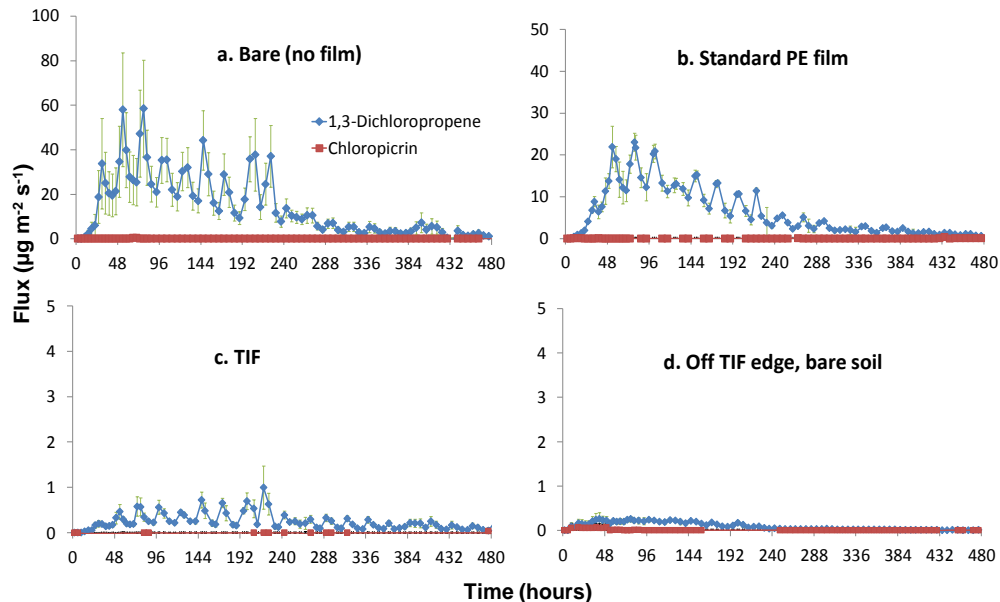 a. Bare (no film)
1,3-Dichloropropene
Chloropicrin
100
80
60
40
20
0
0 48 96 144 192 240 288 336 384 432 480
b. Standard PE film
50
40
30
20
10
0
0 48 96 144 192 240 288 336 384 432 480
Flux (µg m⁻² s⁻¹)
c. TIF
5
4
3
2
1
0
0 48 96 144 192 240 288 336 384 432 480
d. Off TIF edge, bare soil
5
4
3
2
1
0
0 48 96 144 192 240 288 336 384 432 480
Time (hours)